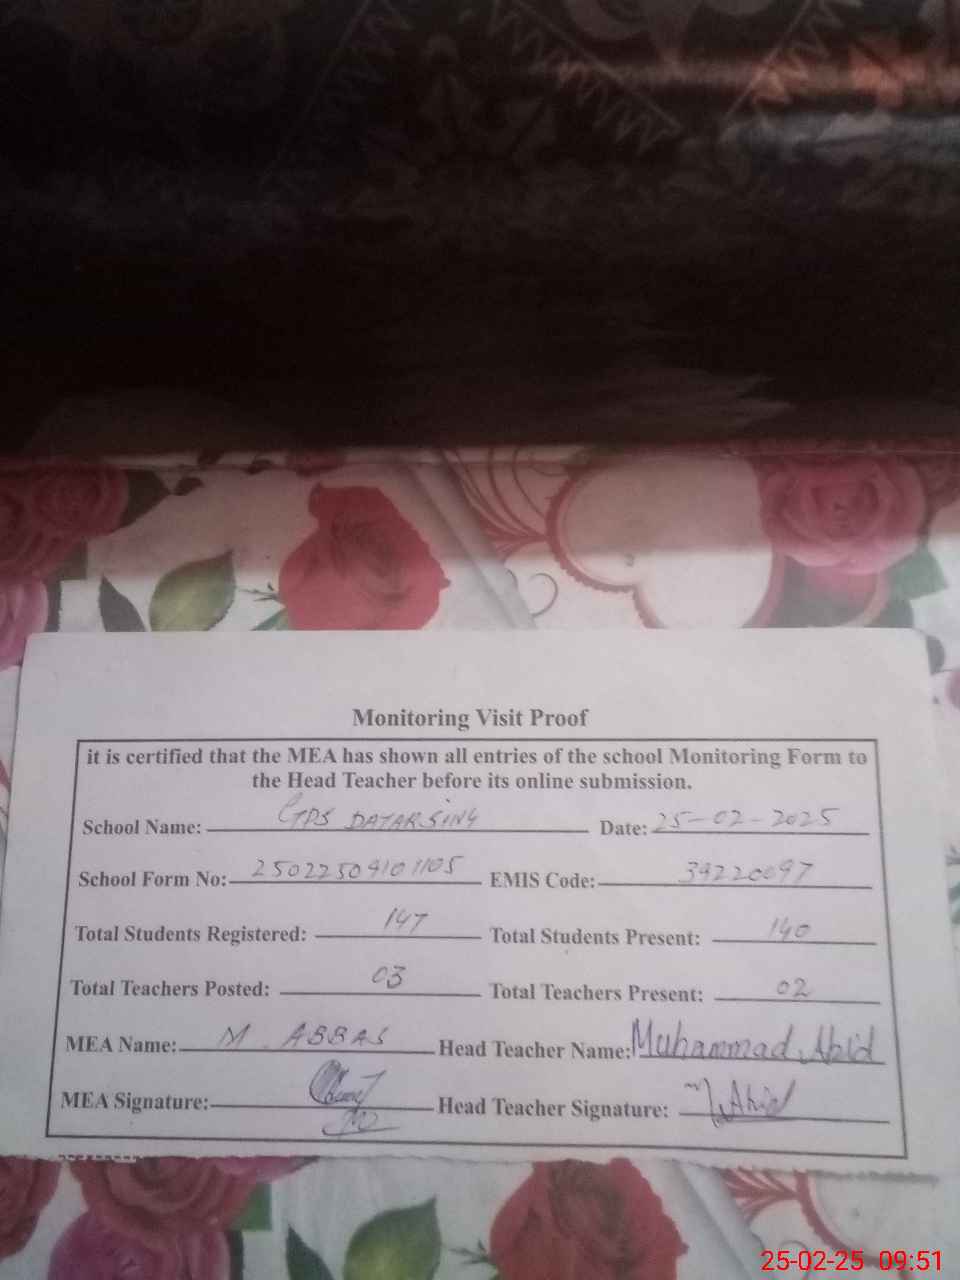 Monitoring Visit Proof
it is certified that the MEA has shown all entries of the school Monitoring Form to
the Head Teacher before its online submission.
School Name: GPS DATARSING Date: 25-02-2025
School Form No: 25022509101105 EMIS Code: 39220097
Total Students Registered: 147 Total Students Present: 140
Total Teachers Posted: 03 Total Teachers Present: 02
MEA Name: M. ABBAS Head Teacher Name: Muhammad Abid
MEA Signature: Head Teacher Signature: M. Abid
25-02-25 09:51